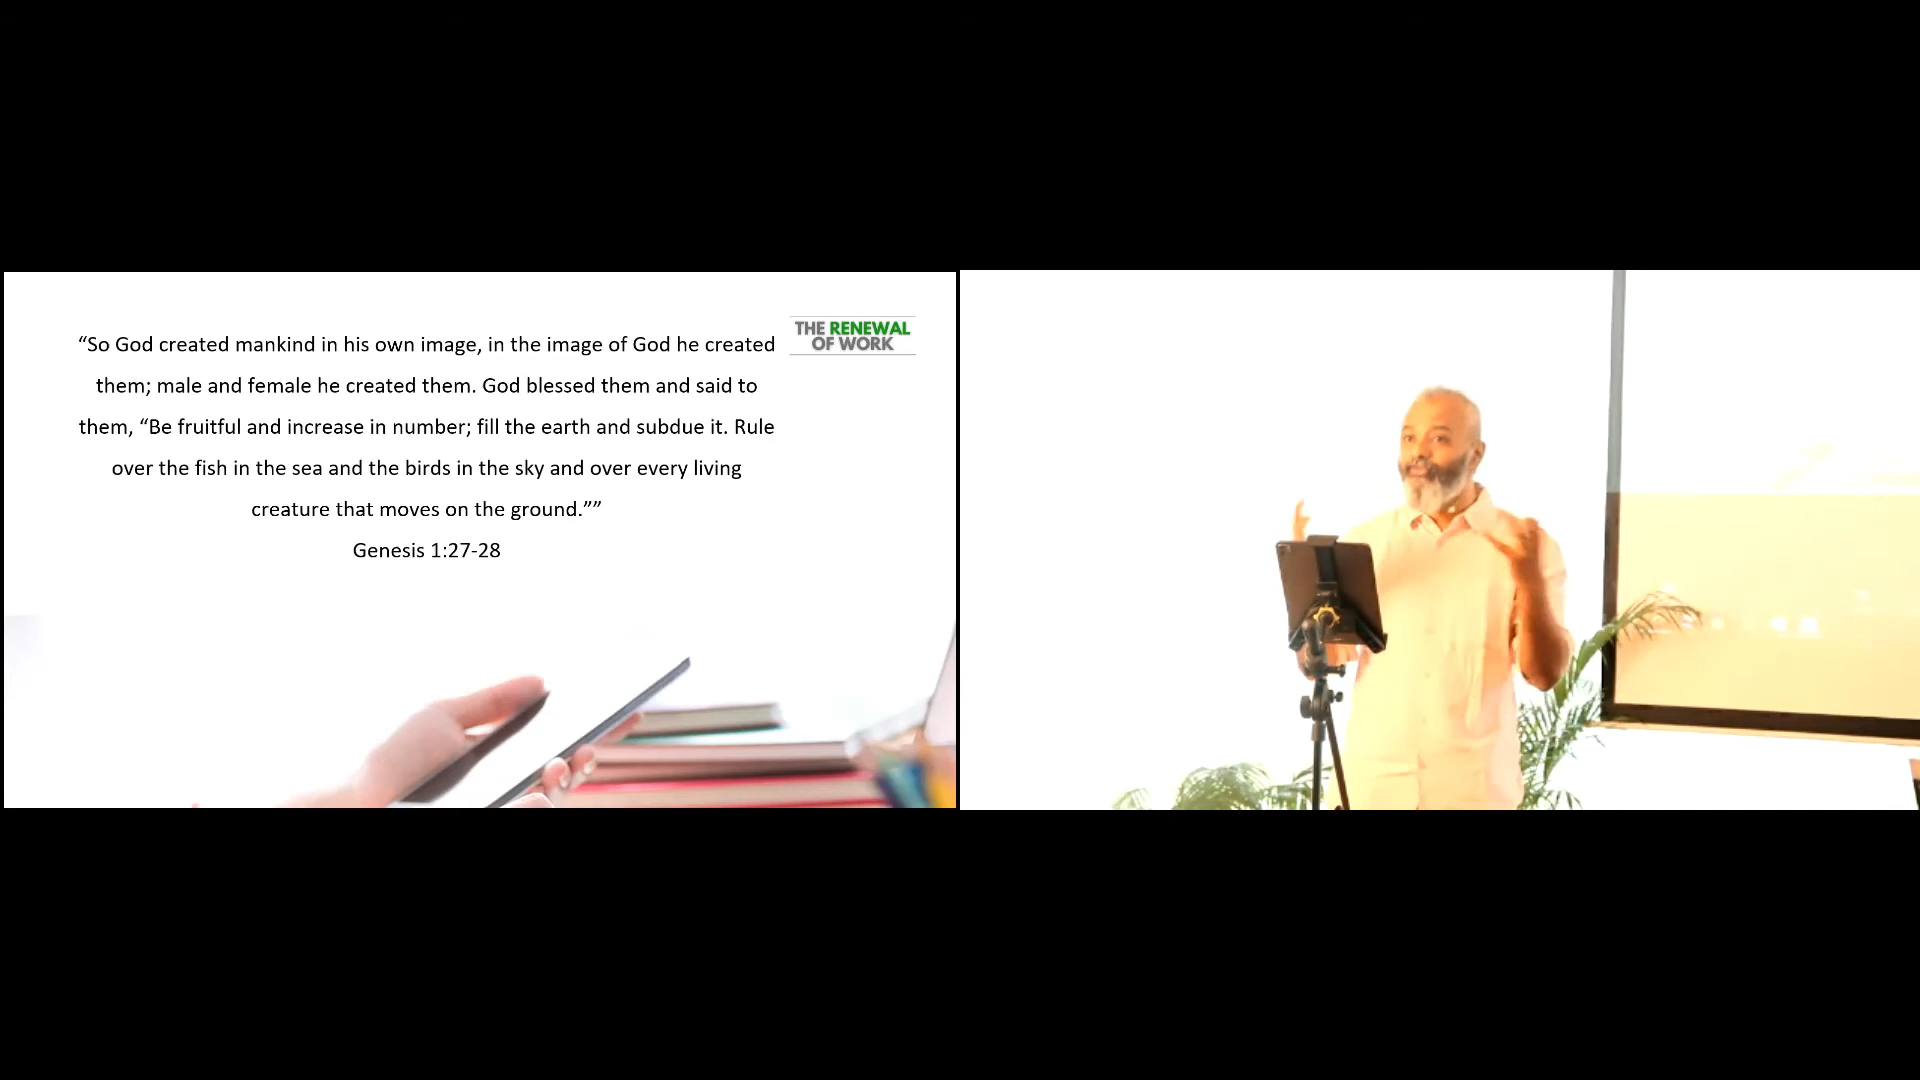 “So God created mankind in his own image, in the image of God he created
them; male and female he created them. God blessed them and said to
them, “Be fruitful and increase in number; fill the earth and subdue it. Rule
over the fish in the sea and the birds in the sky and over every living
creature that moves on the ground.””
Genesis 1:27-28
THE RENEWAL
OF WORK